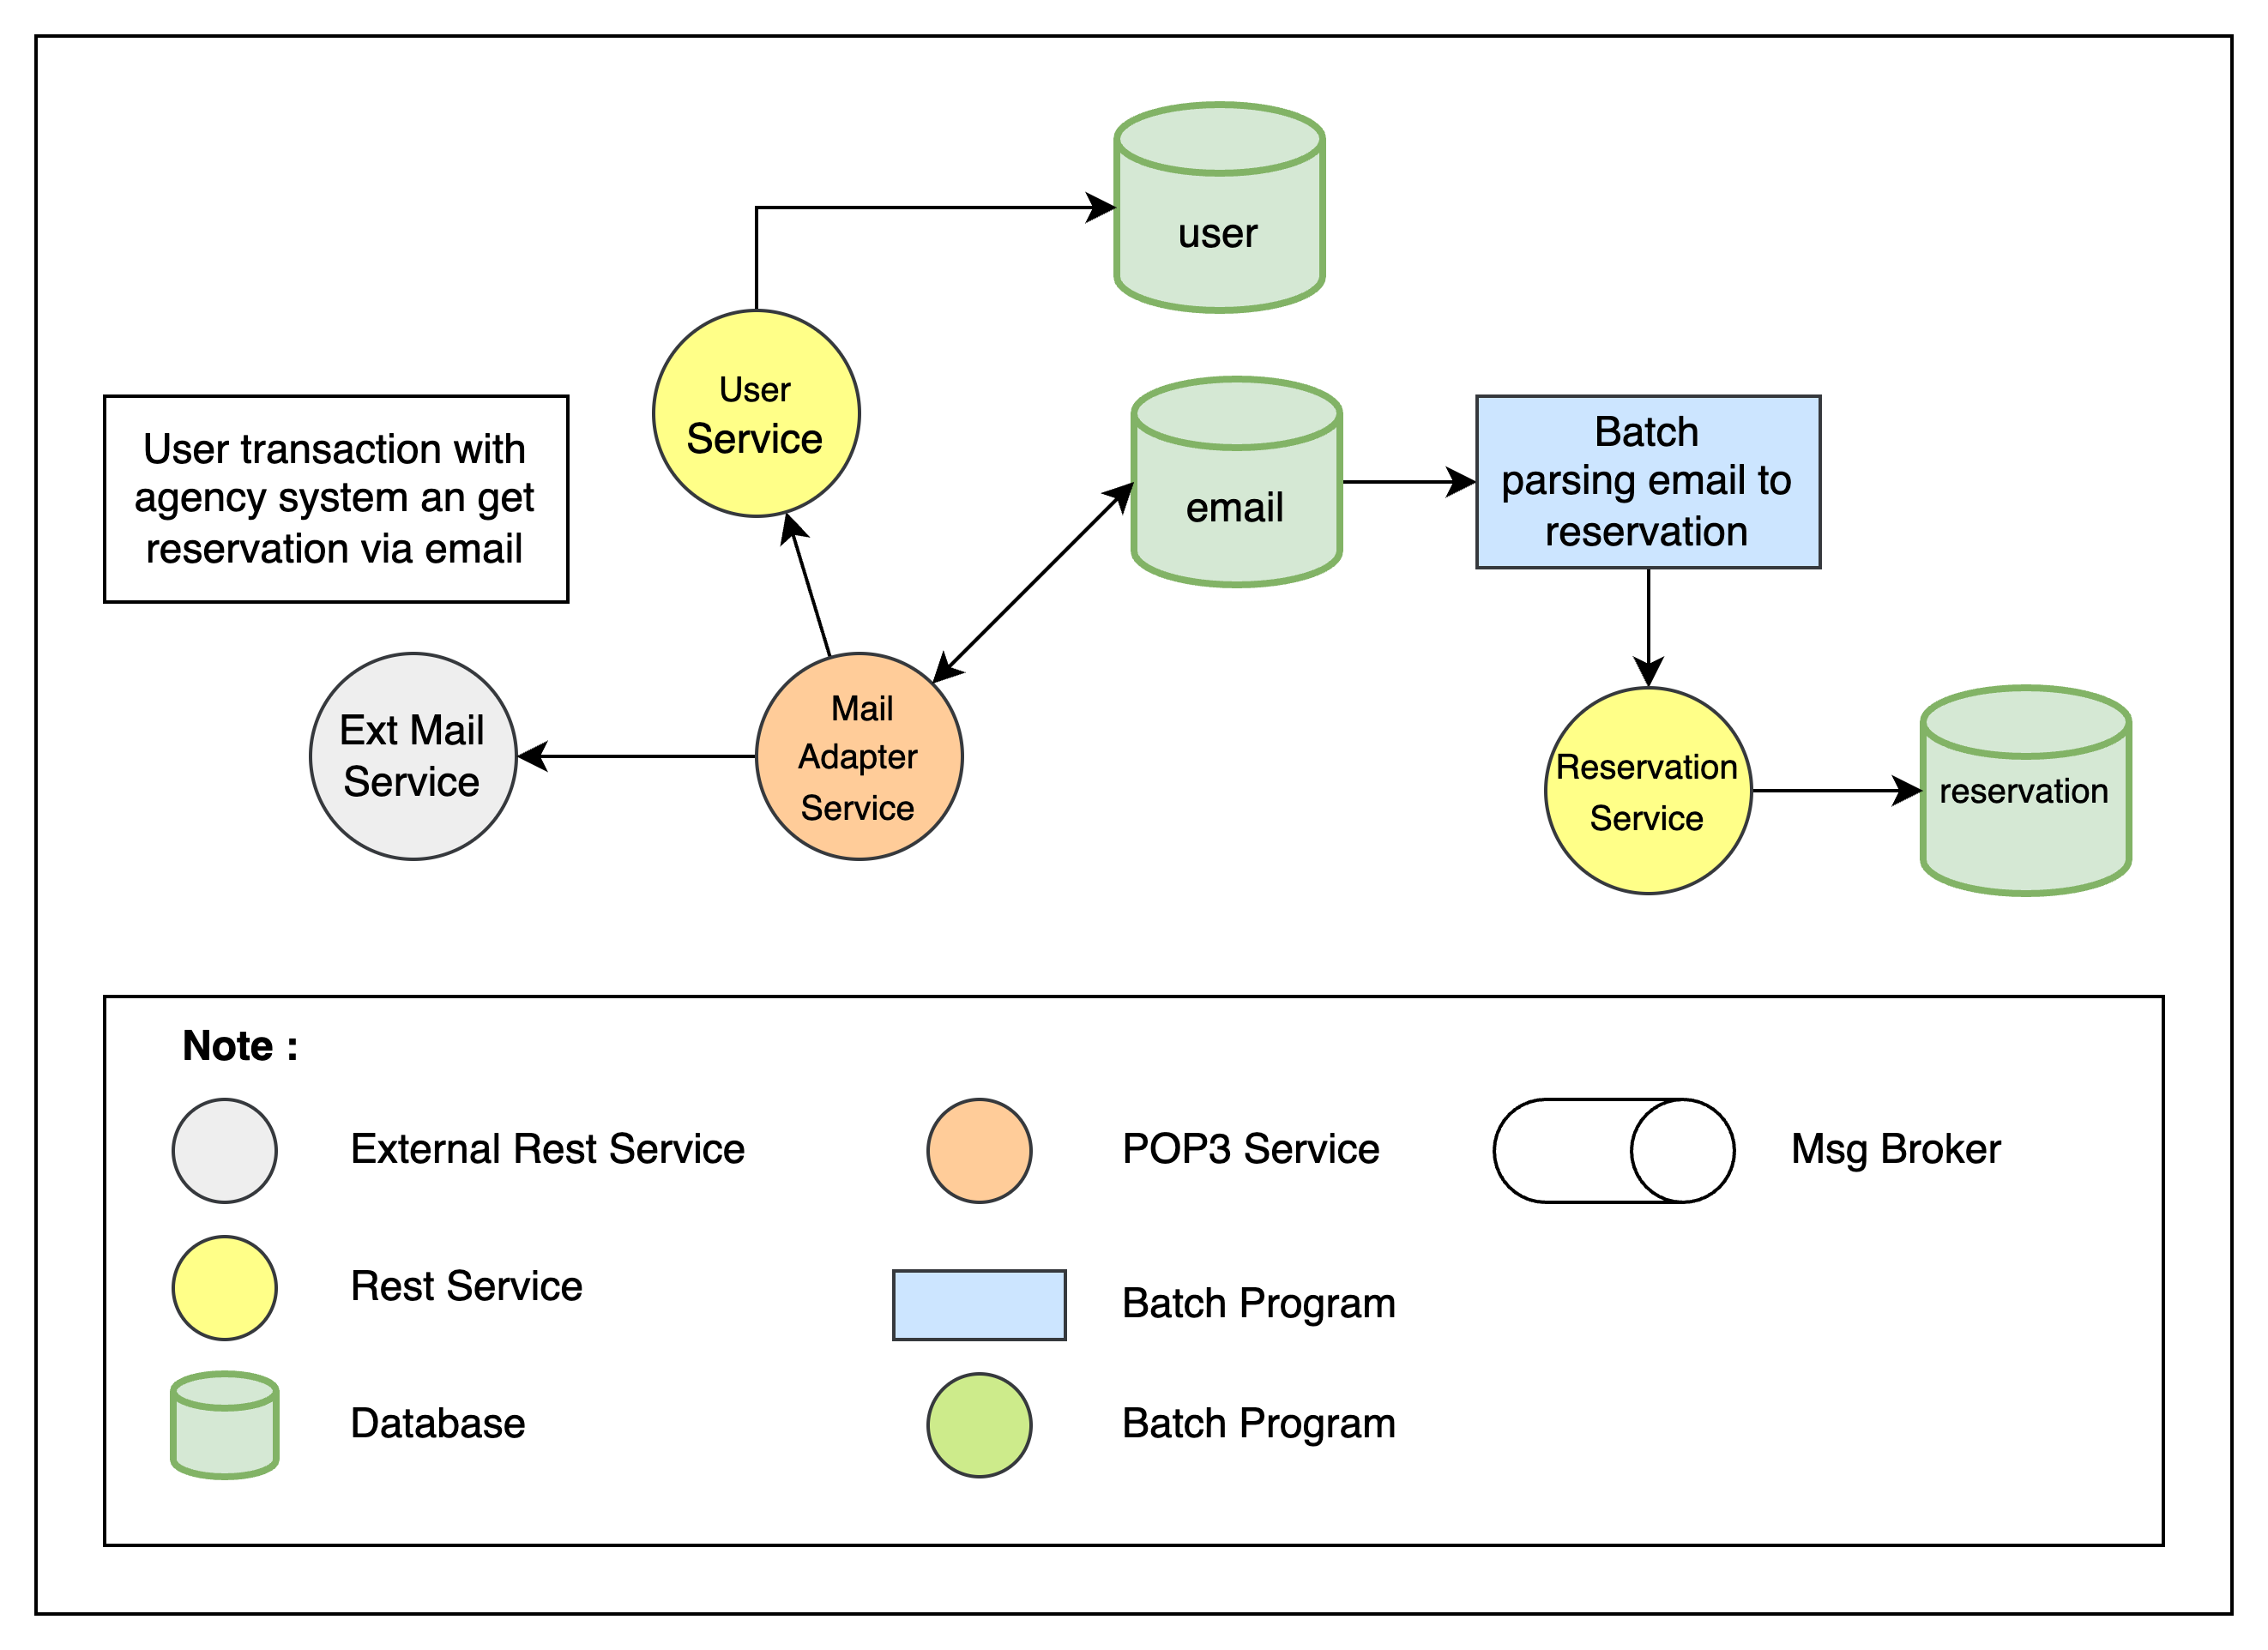 user
User
Service
User transaction with
agency system an get
reservation via email
email
Batch
parsing email to
reservation
Ext Mail
Service
Mail
Adapter
Service
Reservation
Service
reservation
Note :
External Rest Service
POP3 Service
Msg Broker
Rest Service
Batch Program
Database
Batch Program